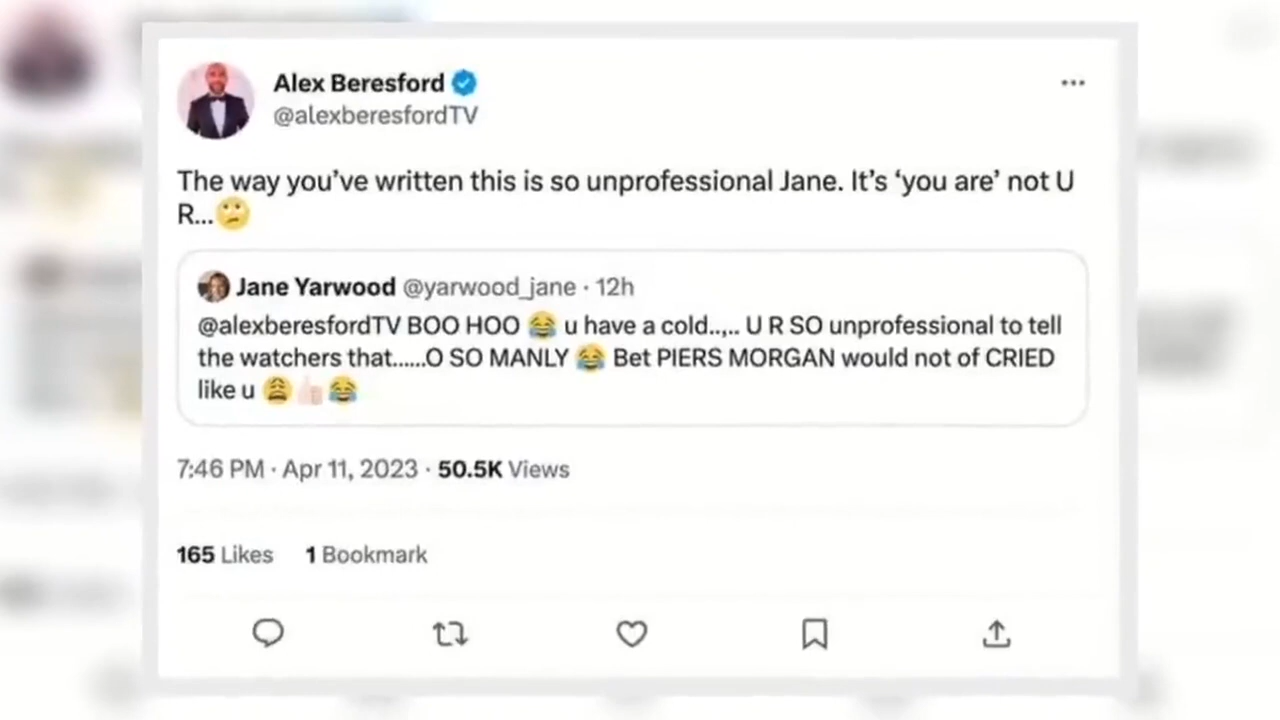 Alex Beresford
@alexberesfordTV
The way you’ve written this is so unprofessional Jane. It’s ‘you are’ not U
R...🙄
Jane Yarwood @yarwood_jane · 12h
@alexberesfordTV BOO HOO 😂 u have a cold..,.. U R SO unprofessional to tell
the watchers that......O SO MANLY 😂 Bet PIERS MORGAN would not of CRIED
like u 😩👍🏻😂
7:46 PM · Apr 11, 2023 · 50.5K Views
165 Likes 1 Bookmark